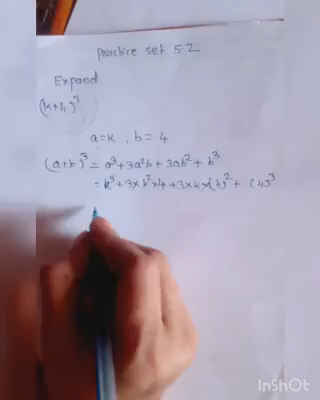 Practice set 5.2
Expand
(k+4)³
a=k , b= 4
(a+b)³ = a³+3a²b+3ab²+b³
= k³+3×k²×4+3×k×(4)²+ (4)³
InShOt